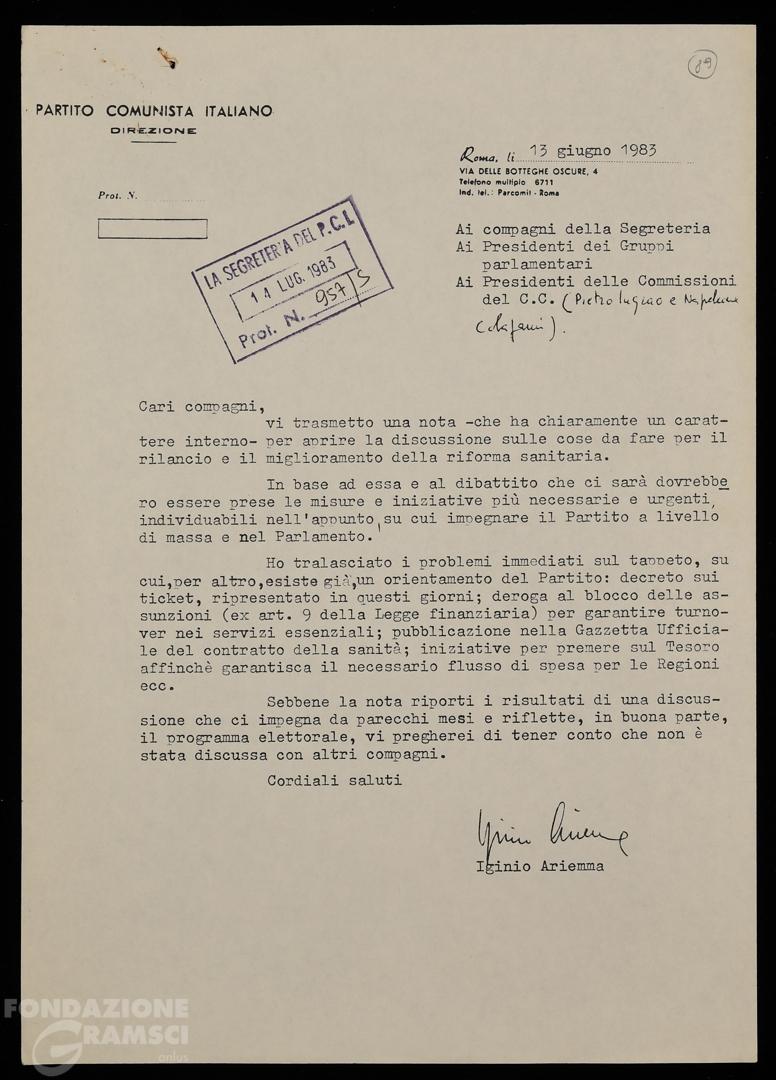 89
PARTITO COMUNISTA ITALIANO
DIREZIONE
Roma, li 13 giugno 1983
VIA DELLE BOTTEGHE OSCURE, 4
Telefono multiplo 6711
Ind. tel.: Parcomit - Roma
Prot. N.
LA SEGRETER'A DEL P.C.I.
14 LUG. 1983
Prot. N. 957/S
Ai compagni della Segreteria
Ai Presidenti dei Gruppi
parlamentari
Ai Presidenti delle Commissioni
del C.C. (Pietro Ingrao e Napoleone
Colajanni).
Cari compagni,
vi trasmetto una nota -che ha chiaramente un carat-
tere interno- per aprire la discussione sulle cose da fare per il
rilancio e il miglioramento della riforma sanitaria.
In base ad essa e al dibattito che ci sarà dovrebbe
ro essere prese le misure e iniziative più necessarie e urgenti,
individuabili nell'appunto, su cui impegnare il Partito a livello
di massa e nel Parlamento.
Ho tralasciato i problemi immediati sul tappeto, su
cui,per altro,esiste già,un orientamento del Partito: decreto sui
ticket, ripresentato in questi giorni; deroga al blocco delle as-
sunzioni (ex art. 9 della Legge finanziaria) per garantire turno-
ver nei servizi essenziali; pubblicazione nella Gazzetta Ufficia-
le del contratto della sanità; iniziative per premere sul Tesoro
affinchè garantisca il necessario flusso di spesa per le Regioni
ecc.
Sebbene la nota riporti i risultati di una discus-
sione che ci impegna da parecchi mesi e riflette, in buona parte,
il programma elettorale, vi pregherei di tener conto che non è
stata discussa con altri compagni.
Cordiali saluti
Iginio Ariemma
Iginio Ariemma
FONDAZIONE
GRAMSCI
onlus